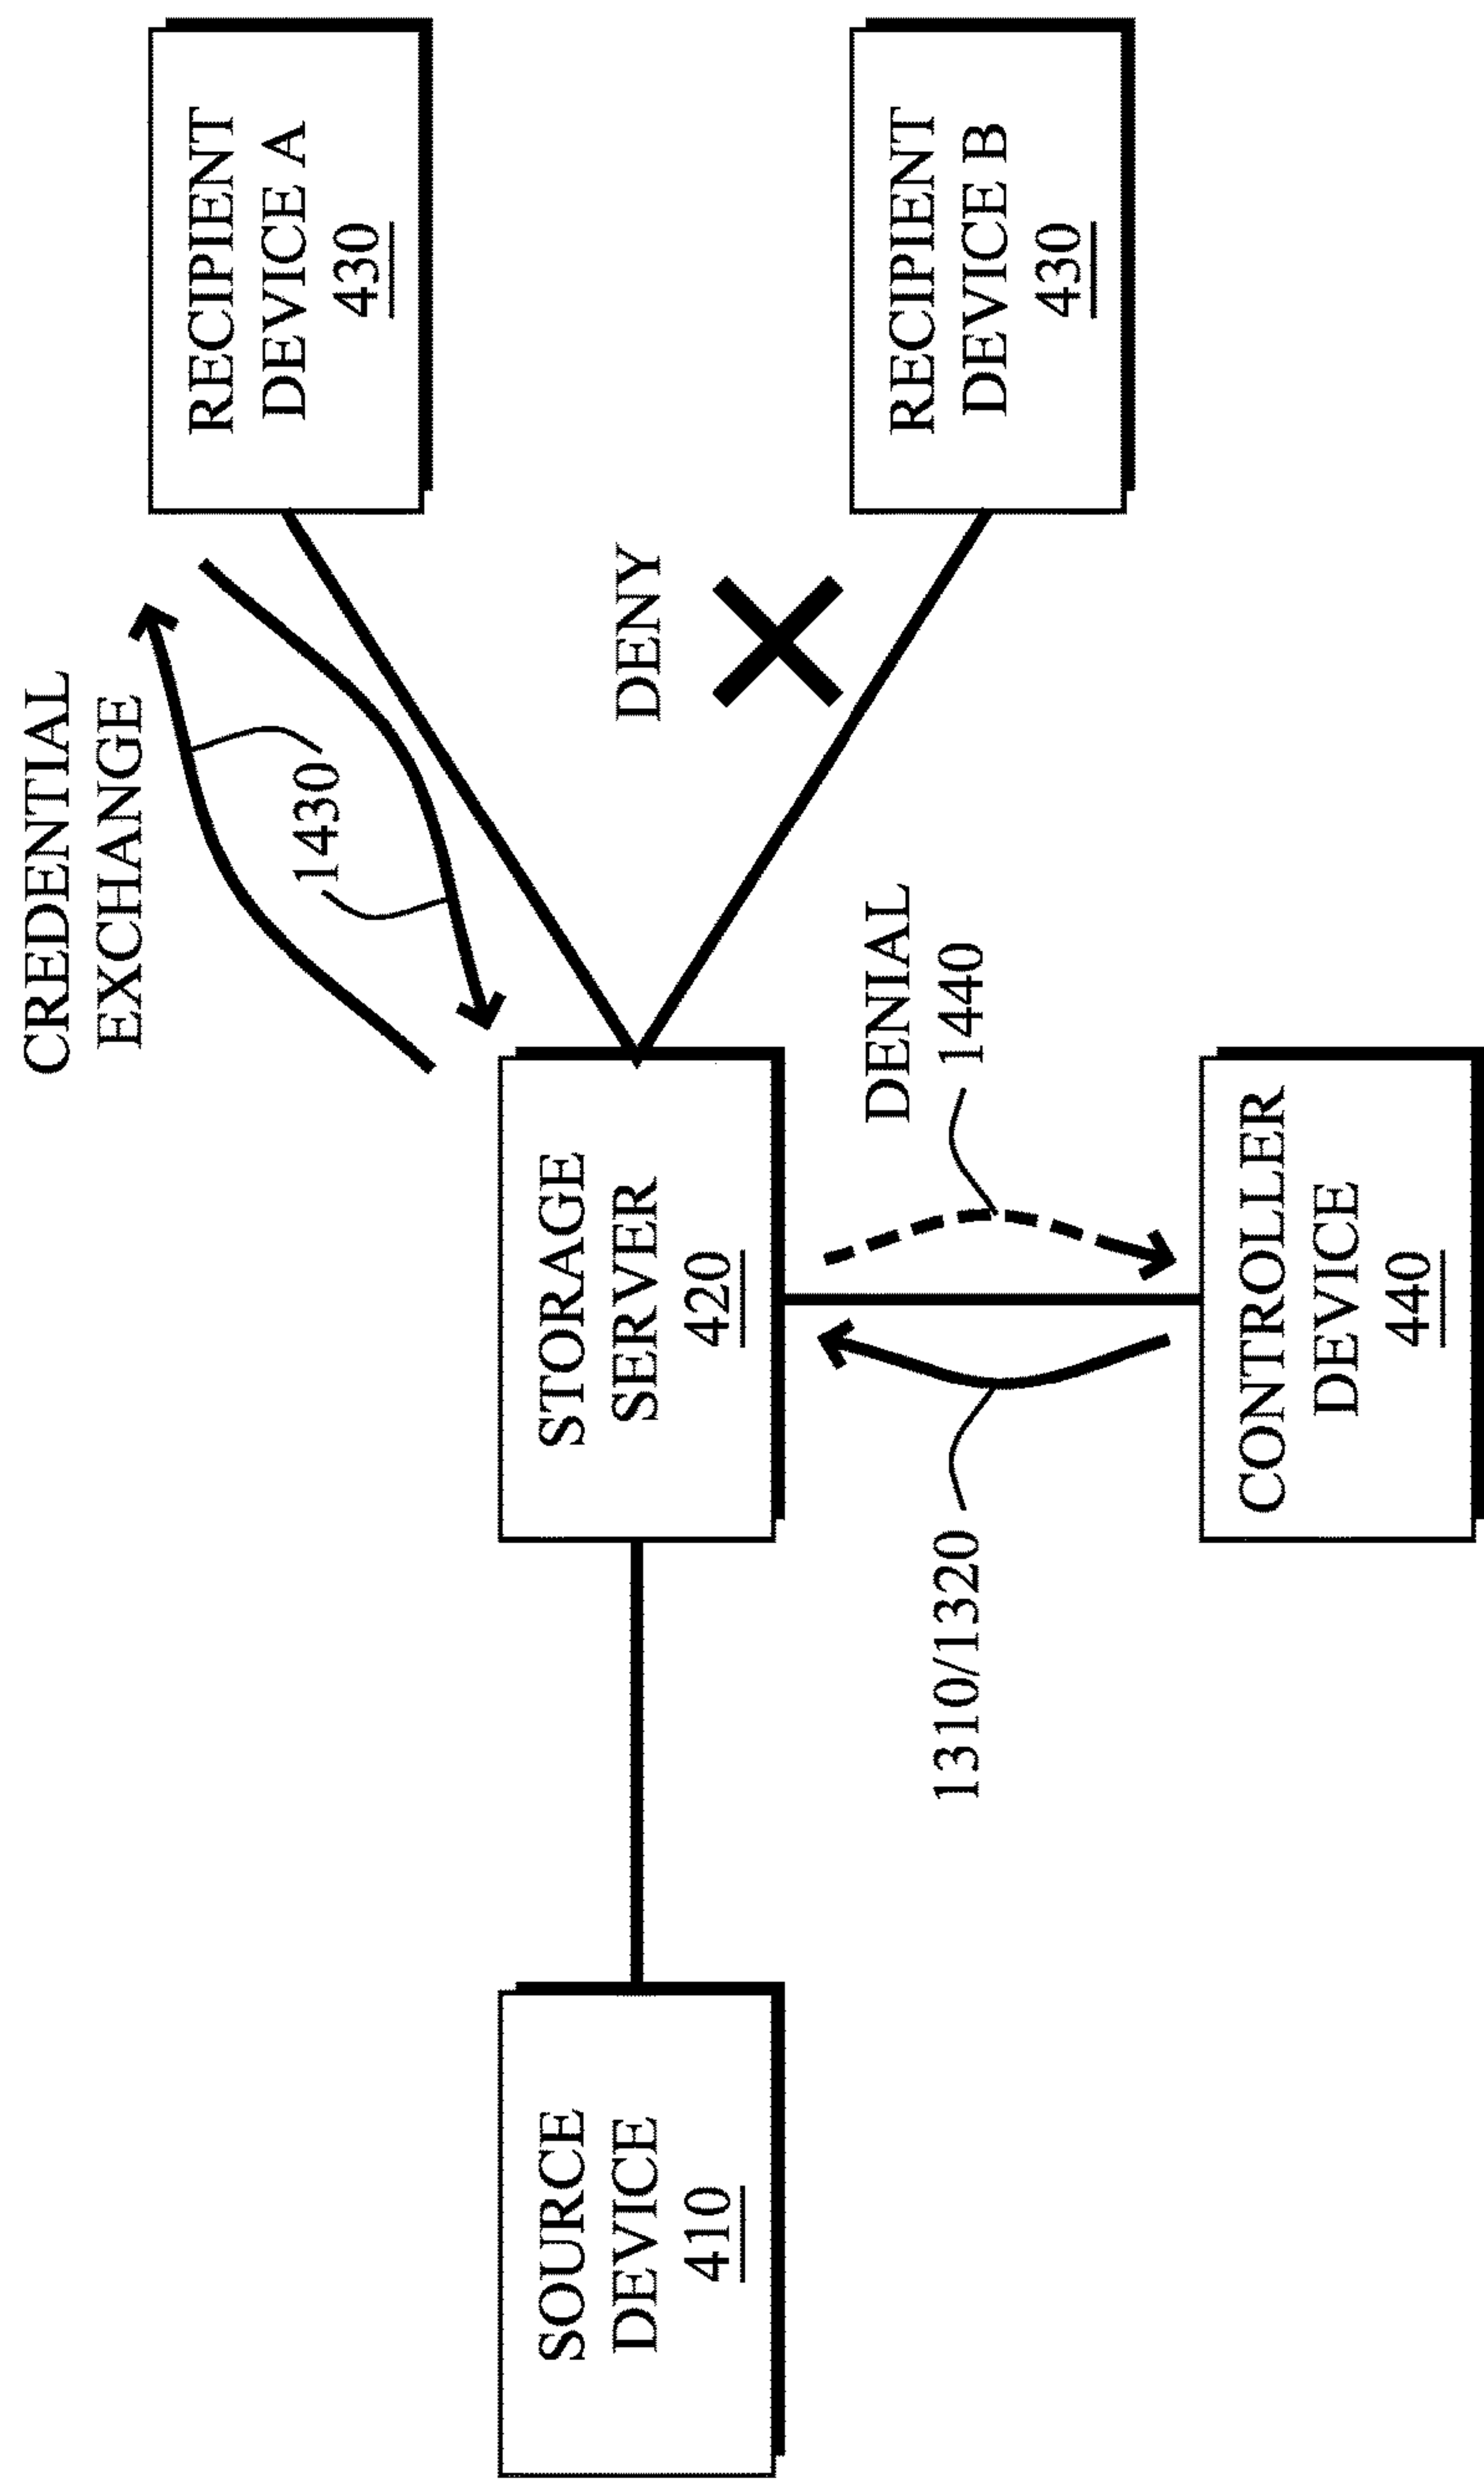 CREDENTIAL
EXCHANGE
1430
RECIPIENT
DEVICE A
430
DENY
SOURCE
DEVICE
410
STORAGE
SERVER
420
RECIPIENT
DEVICE B
430
DENIAL
1440
1310/1320
CONTROLLER
DEVICE
440